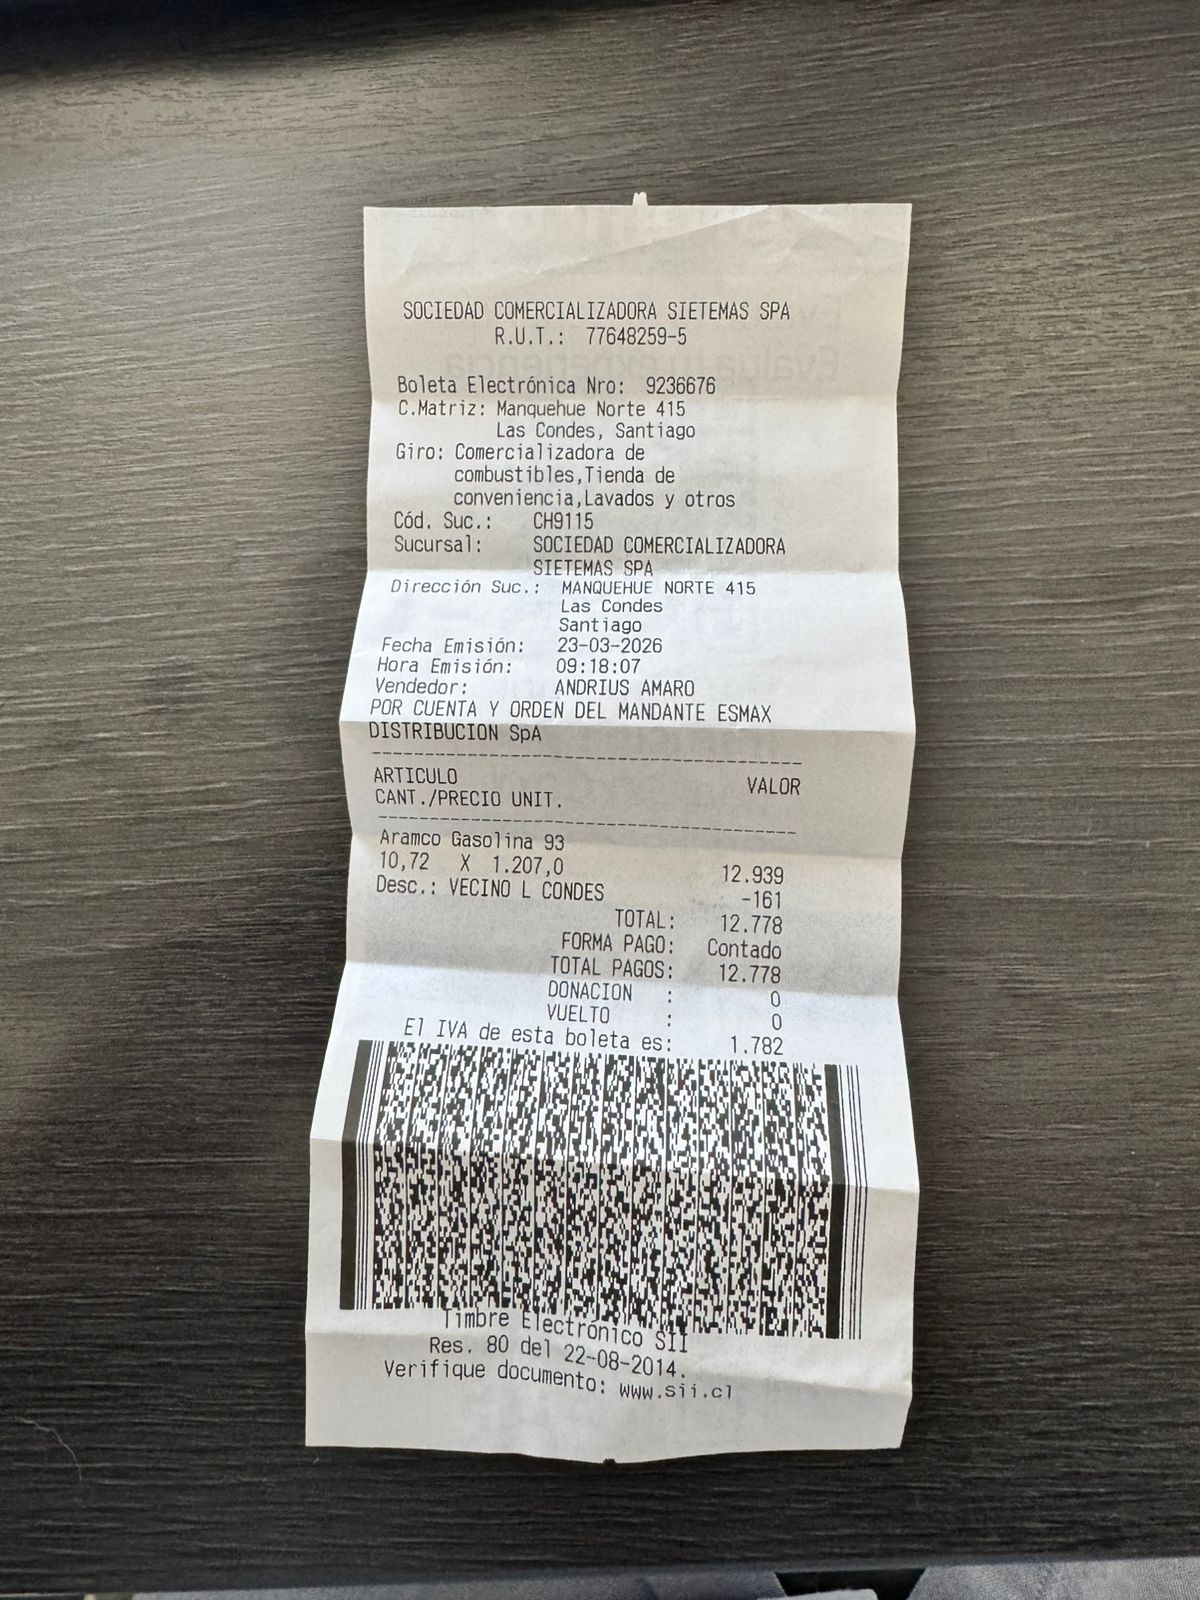 SOCIEDAD COMERCIALIZADORA SIETEMAS SPA
R.U.T.: 77648259-5
Boleta Electrónica Nro: 9236676
C.Matriz: Manquehue Norte 415
Las Condes, Santiago
Giro: Comercializadora de
combustibles,Tienda de
conveniencia,Lavados y otros
Cód. Suc.: CH9115
Sucursal: SOCIEDAD COMERCIALIZADORA
SIETEMAS SPA
Dirección Suc.: MANQUEHUE NORTE 415
Las Condes
Santiago
Fecha Emisión: 23-03-2026
Hora Emisión: 09:18:07
Vendedor: ANDRIUS AMARO
POR CUENTA Y ORDEN DEL MANDANTE ESMAX
DISTRIBUCION SpA
----------------------------------------
ARTICULO VALOR
CANT./PRECIO UNIT.
----------------------------------------
Aramco Gasolina 93
10,72 X 1.207,0 12.939
Desc.: VECINO L CONDES -161
TOTAL: 12.778
FORMA PAGO: Contado
TOTAL PAGOS: 12.778
DONACION : 0
VUELTO : 0
El IVA de esta boleta es: 1.782
Timbre Electrónico SII
Res. 80 del 22-08-2014.
Verifique documento: www.sii.cl